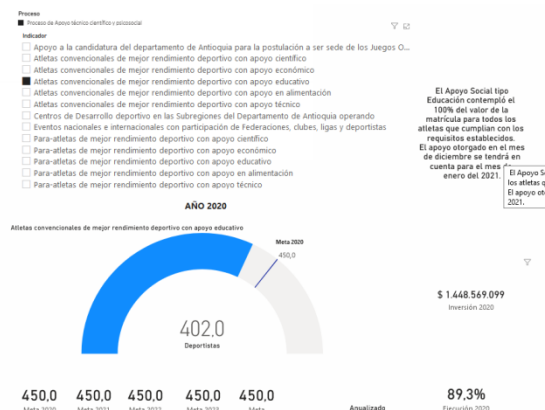 Proceso
Proceso de Apoyo técnico científico y psicosocial
Indicador
Apoyo a la candidatura del departamento de Antioquia para la postulación a ser sede de los Juegos O...
Atletas convencionales de mejor rendimiento deportivo con apoyo científico
Atletas convencionales de mejor rendimiento deportivo con apoyo económico
Atletas convencionales de mejor rendimiento deportivo con apoyo educativo
Atletas convencionales de mejor rendimiento deportivo con apoyo en alimentación
Atletas convencionales de mejor rendimiento deportivo con apoyo técnico
Centros de Desarrollo deportivo en las Subregiones del Departamento de Antioquia operando
Eventos nacionales e internacionales con participación de Federaciones, clubes, ligas y deportistas
Para-atletas de mejor rendimiento deportivo con apoyo científico
Para-atletas de mejor rendimiento deportivo con apoyo económico
Para-atletas de mejor rendimiento deportivo con apoyo educativo
Para-atletas de mejor rendimiento deportivo con apoyo en alimentación
Para-atletas de mejor rendimiento deportivo con apoyo técnico
El Apoyo Social tipo
Educación contempló el
100% del valor de la
matrícula para todos los
atletas que cumplían con los
requisitos establecidos.
El apoyo otorgado en el mes
de diciembre se tendrá en
cuenta para el mes de
enero del 2021.
El Apoyo So
los atletas q
El apoyo oto
2021.
AÑO 2020
Atletas convencionales de mejor rendimiento deportivo con apoyo educativo
Meta 2020
450,0
402,0
Deportistas
$ 1.448.569.099
Inversión 2020
450,0 450,0 450,0 450,0 450,0
Meta 2020 Meta 2021 Meta 2022 Meta 2023 Meta
Anualizado
89,3%
Ejecución 2020